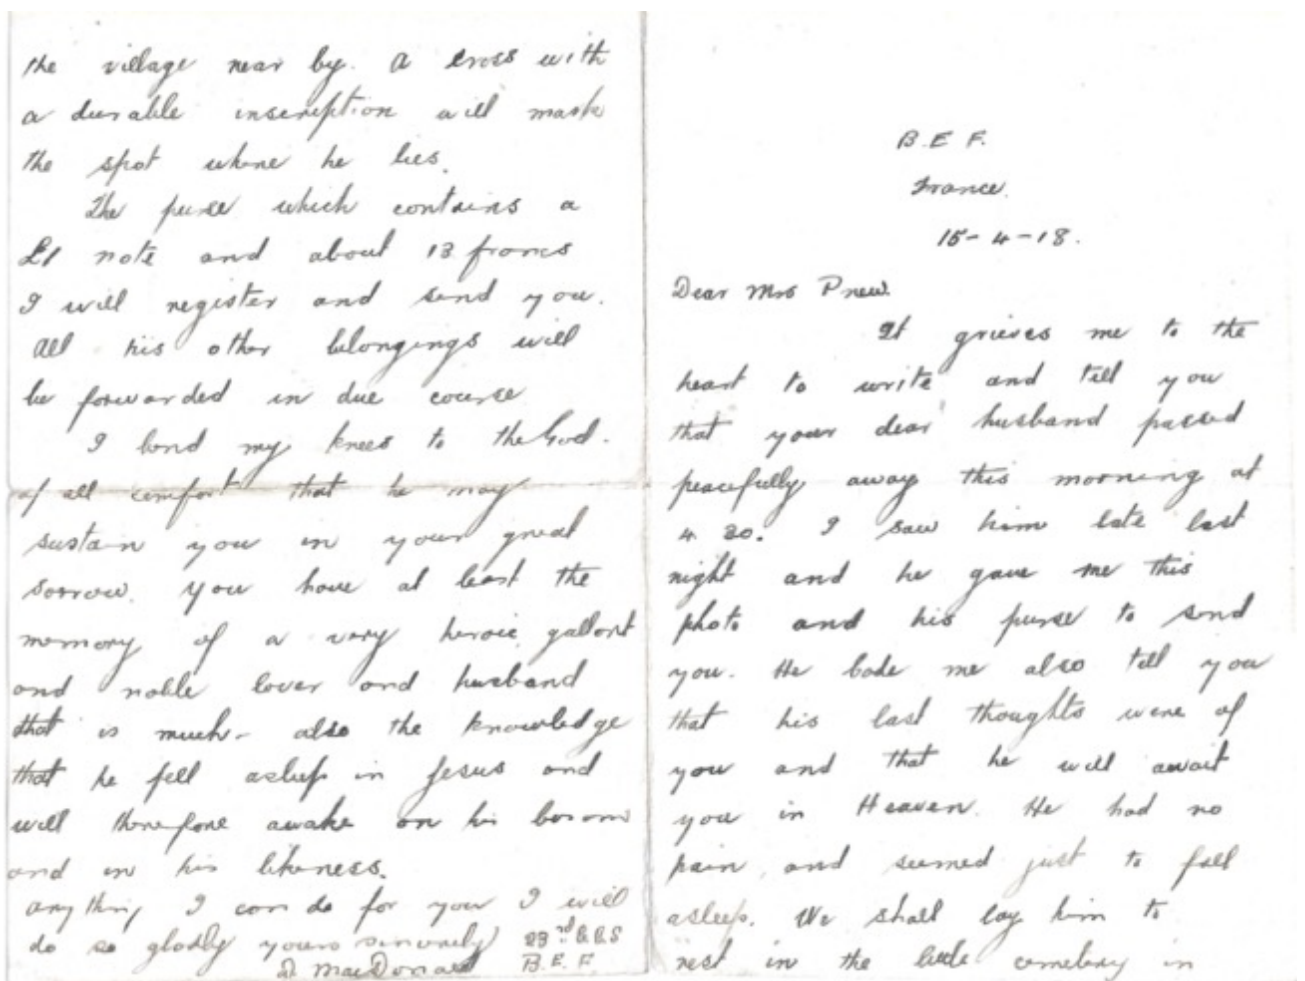 B. E. F.
France.
15-4-18.
Dear Mrs Pnew.
It grieves me to the
heart to write and tell you
that your dear husband passed
peacefully away this morning at
4 30. I saw him late last
night and he gave me this
photo and his purse to send
you. He bade me also tell you
that his last thoughts were of
you and that he will await
you in Heaven. He had no
pain, and seemed just to fall
asleep. We shall lay him to
rest in the little cemetery in
the village near by. A cross with
a durable inscription will mark
the spot where he lies.
The purse which contains a
£1 note and about 13 francs
I will register and send you.
All his other belongings will
be forwarded in due course
I bend my knees to the God.
of all comfort that he may
sustain you in your great
sorrow. You have at least the
memory of a very heroic, gallant
and noble lover and husband
that is much - also the knowledge
that he fell asleep in Jesus and
will therefore awake on his bosom
and in his likeness.
anything I can do for you I will
do so gladly yours sincerely 23rd C.C.S
D. MacDonald B.E.F.